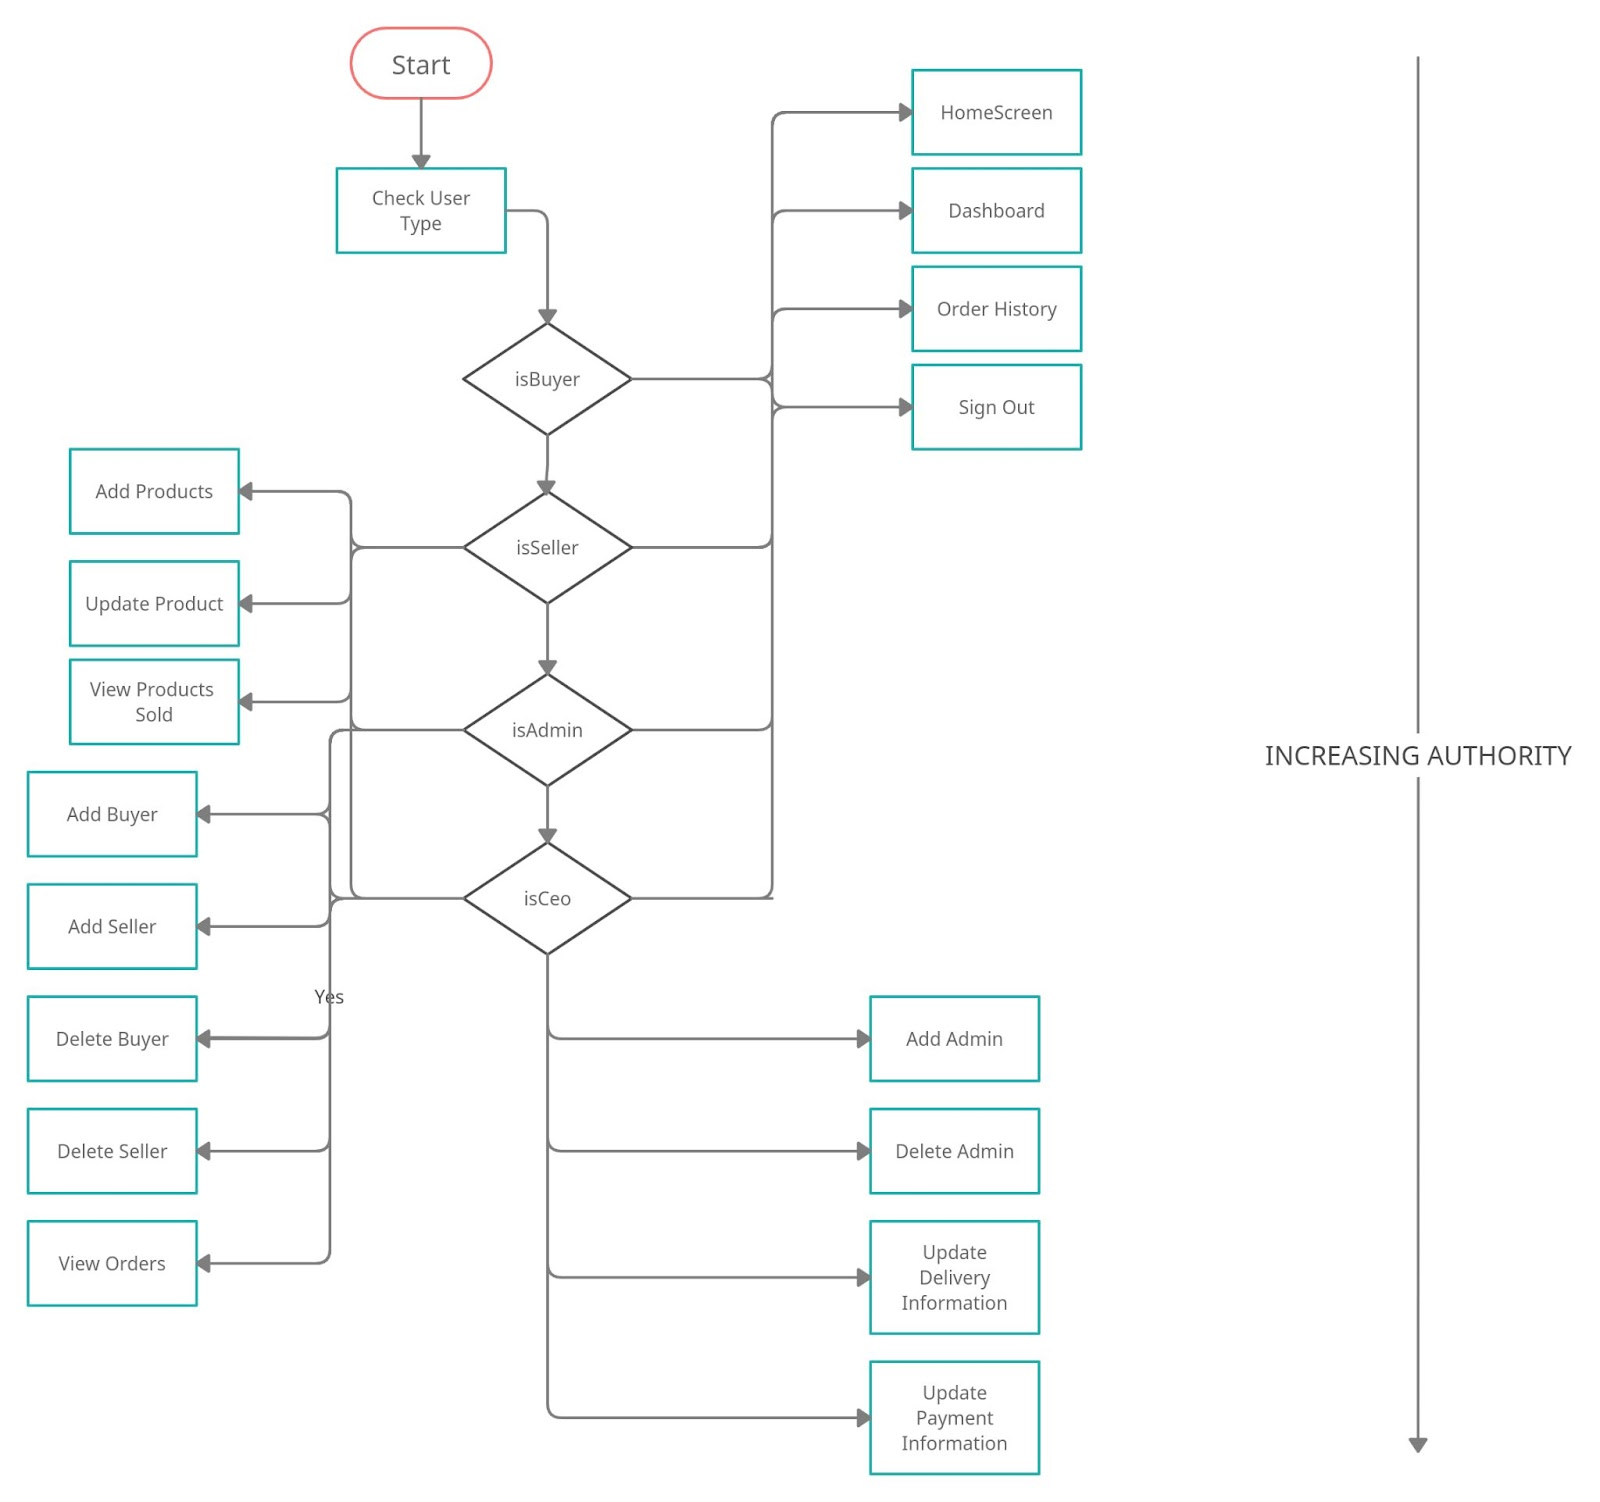 Start
HomeScreen
Check User
Type
Dashboard
Order History
isBuyer
Sign Out
Add Products
isSeller
Update Product
View Products
Sold
isAdmin
INCREASING AUTHORITY
Add Buyer
isCeo
Add Seller
Yes
Delete Buyer
Add Admin
Delete Seller
Delete Admin
View Orders
Update
Delivery
Information
Update
Payment
Information